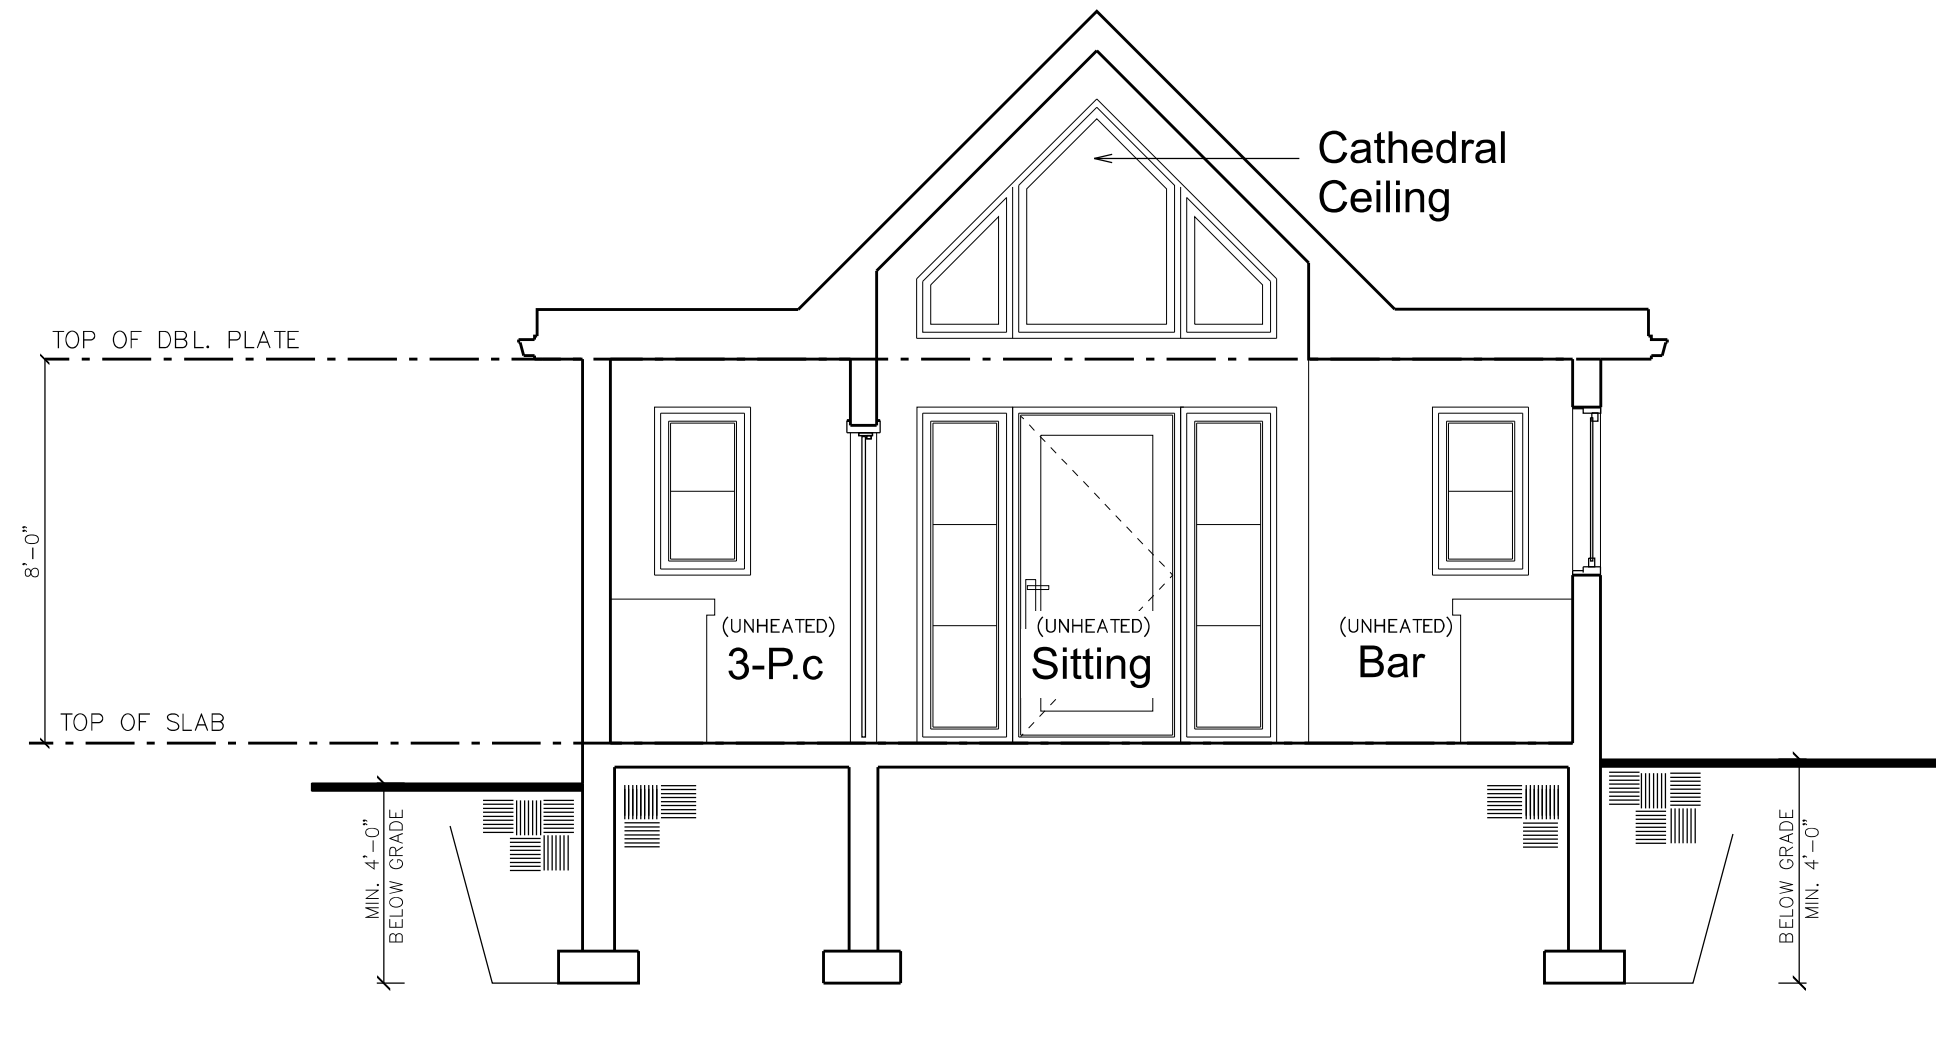 Cathedral
Ceiling
TOP OF DBL. PLATE
8'-0"
(UNHEATED)
3-P.c
(UNHEATED)
Sitting
(UNHEATED)
Bar
TOP OF SLAB
MIN. 4'-0"
BELOW GRADE
BELOW GRADE
MIN. 4'-0"